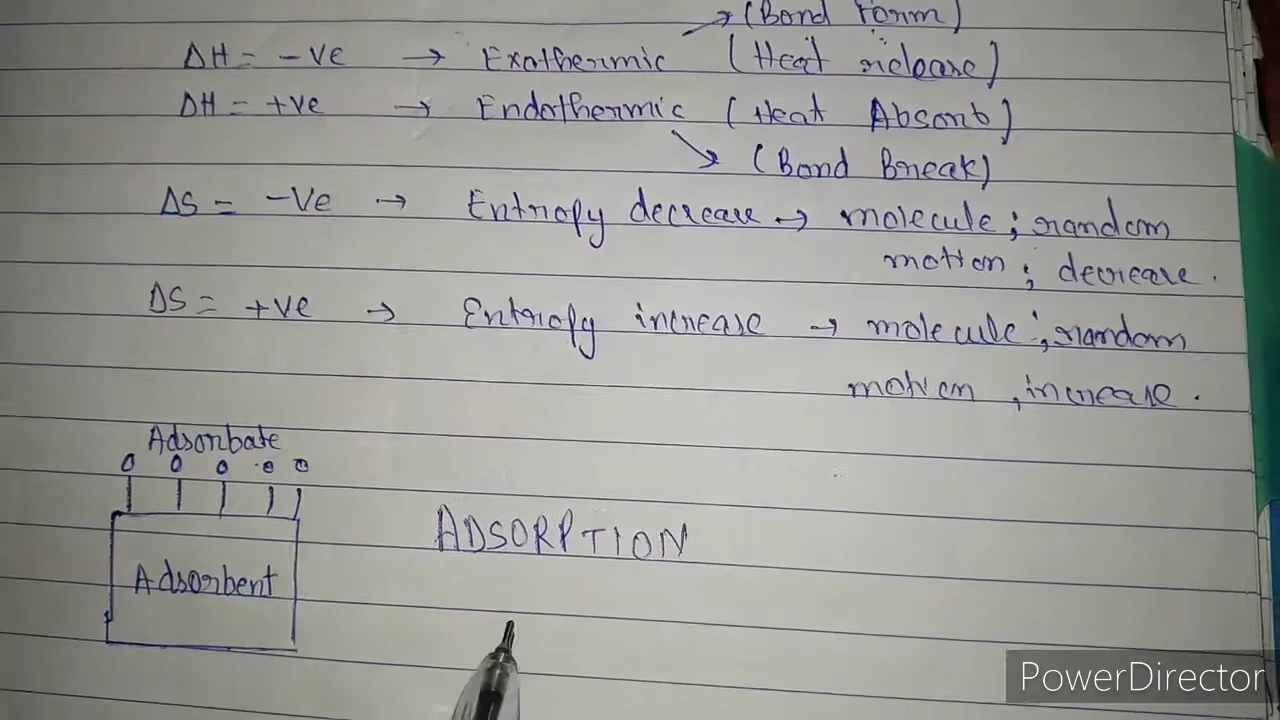 (Bond Form)
ΔH = -ve → Exothermic (Heat release)
ΔH = +ve → Endothermic (Heat Absorb)
(Bond Break)
ΔS = -Ve → Entropy decrease → molecule; random
motion; decrease.
ΔS = +ve → Entropy increase → molecule; random
motion, increase.
Adsorbate
ADSORPTION
Adsorbent
PowerDirector